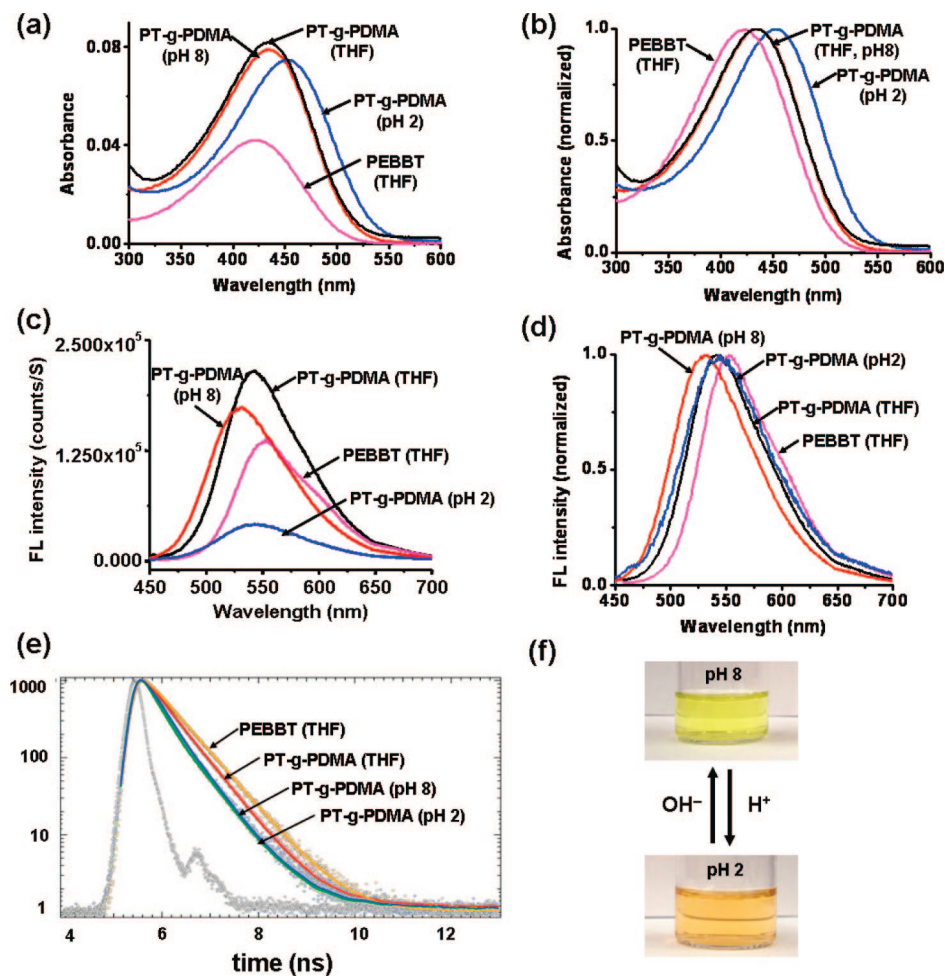 (a)
PT-g-PDMA
(pH 8)
PT-g-PDMA
(THF)
PT-g-PDMA
(pH 2)
PEBBT
(THF)
0.08
0.04
0.00
Absorbance
300 350 400 450 500 550 600
Wavelength (nm)
(b)
PEBBT
(THF)
PT-g-PDMA
(THF, pH8)
PT-g-PDMA
(pH 2)
1.0
0.5
0.0
Absorbance (normalized)
300 350 400 450 500 550 600
Wavelength (nm)
(c)
2.500x10⁵
1.250x10⁵
0.000
FL intensity (counts/S)
PT-g-PDMA
(pH 8)
PT-g-PDMA (THF)
PEBBT (THF)
PT-g-PDMA (pH 2)
450 500 550 600 650 700
Wavelength (nm)
(d)
PT-g-PDMA (pH 8)
PT-g-PDMA (pH2)
PT-g-PDMA (THF)
PEBBT (THF)
1.0
0.5
0.0
FL intensity (normalized)
450 500 550 600 650 700
Wavelength (nm)
(e)
1000
100
10
1
PEBBT (THF)
PT-g-PDMA (THF)
PT-g-PDMA (pH 8)
PT-g-PDMA (pH 2)
4 6 8 10 12
time (ns)
(f)
pH 8
OH⁻ H⁺
pH 2